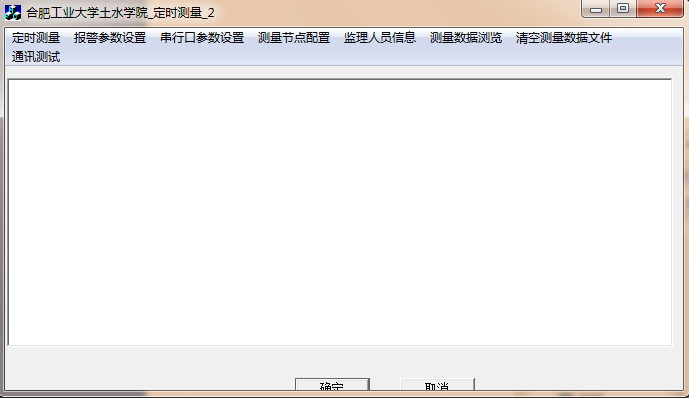 合肥工业大学土水学院_定时测量_2
定时测量 报警参数设置 串行口参数设置 测量节点配置 监理人员信息 测量数据浏览 清空测量数据文件
通讯测试
确定 取消